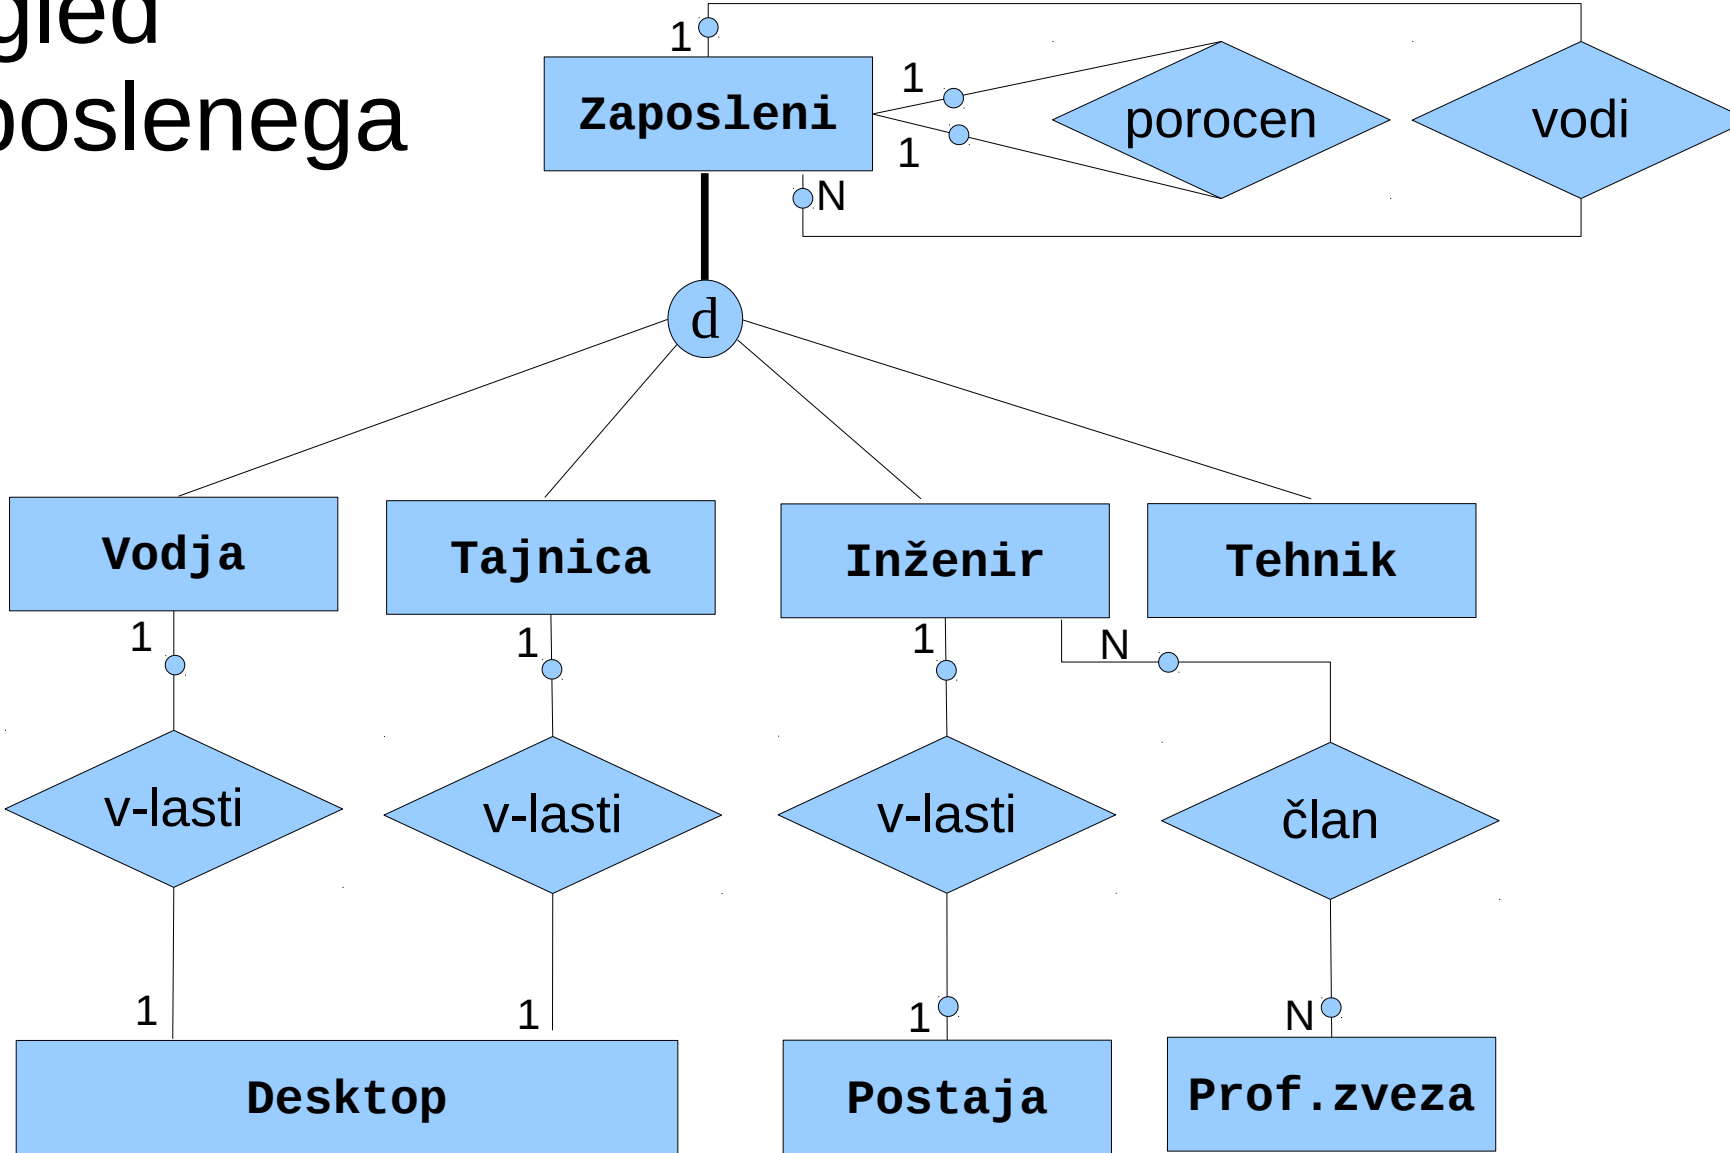 gled
poslenega
1
Zaposleni
1
1
porocen
vodi
N
d
Vodja
Tajnica
Inženir
Tehnik
1
1
1
N
v-lasti
v-lasti
v-lasti
član
1
1
1
N
Desktop
Postaja
Prof.zveza